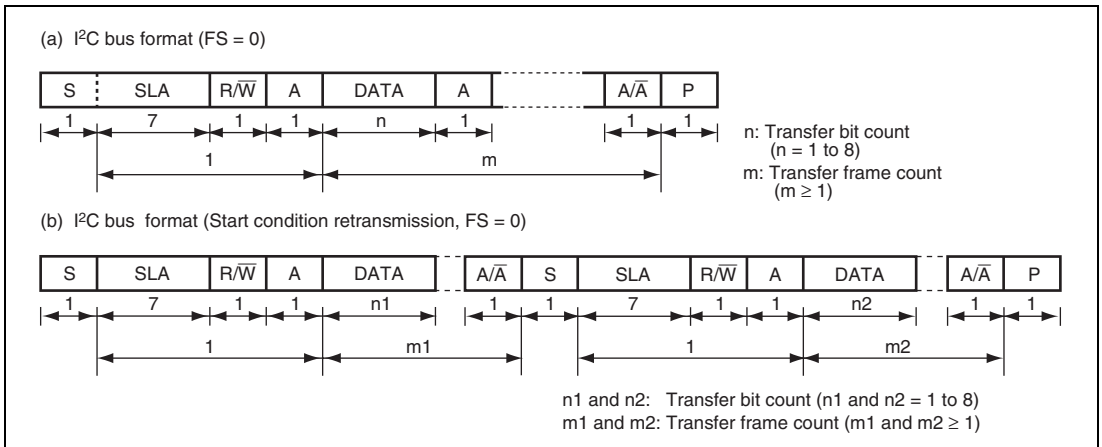 (a) I²C bus format (FS = 0)
S SLA R/W̅ A DATA A A/A̅ P
1 7 1 1 n 1 1 1
1 m
n: Transfer bit count
(n = 1 to 8)
m: Transfer frame count
(m ≥ 1)
(b) I²C bus format (Start condition retransmission, FS = 0)
S SLA R/W̅ A DATA A/A̅ S SLA R/W̅ A DATA A/A̅ P
1 7 1 1 n1 1 1 7 1 1 n2 1 1
1 m1 1 m2
n1 and n2: Transfer bit count (n1 and n2 = 1 to 8)
m1 and m2: Transfer frame count (m1 and m2 ≥ 1)